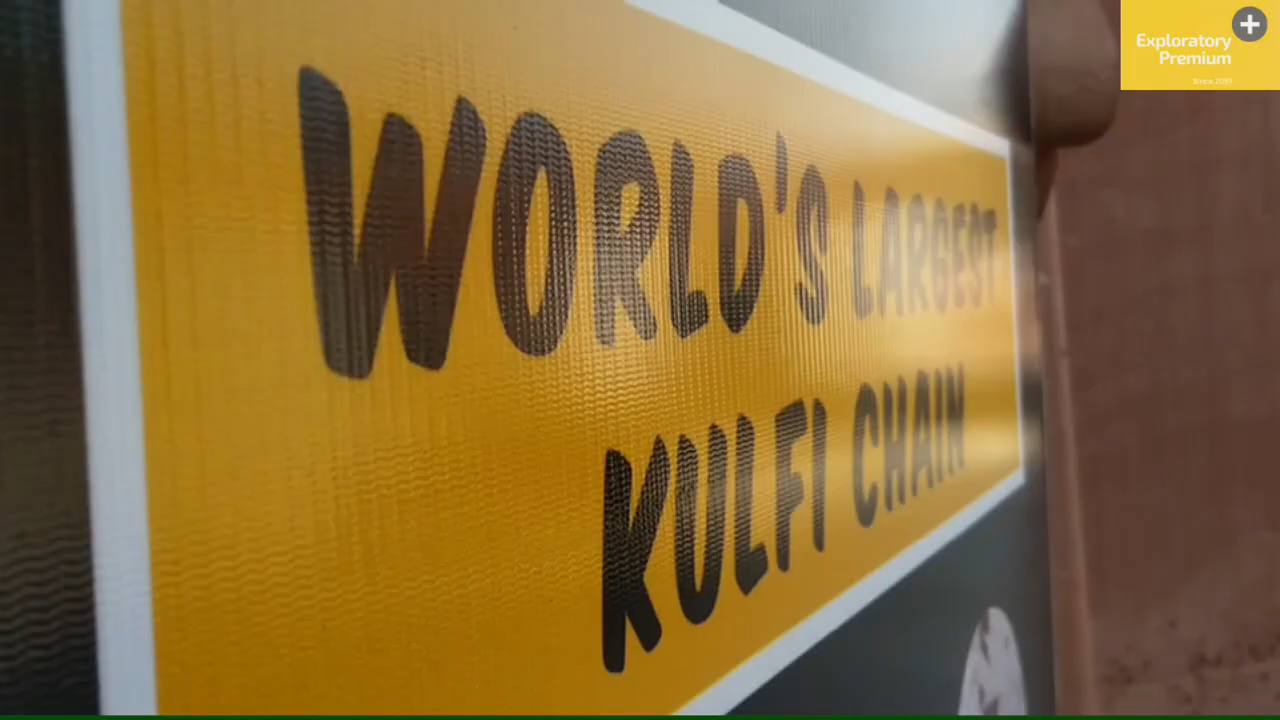 WORLD'S LARGEST
KULFI CHAIN
Exploratory
Premium
Since 2019